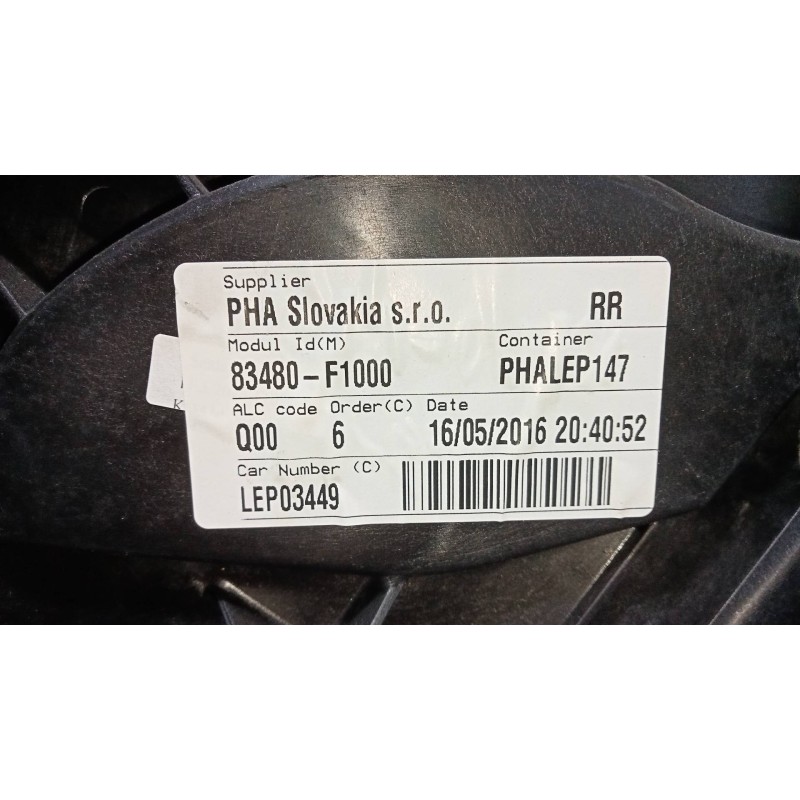 Supplier
PHA Slovakia s.r.o. RR
Modul Id(M) Container
83480-F1000 PHALEP147
ALC code Order(C) Date
Q00 6 16/05/2016 20:40:52
Car Number (C)
LEP03449